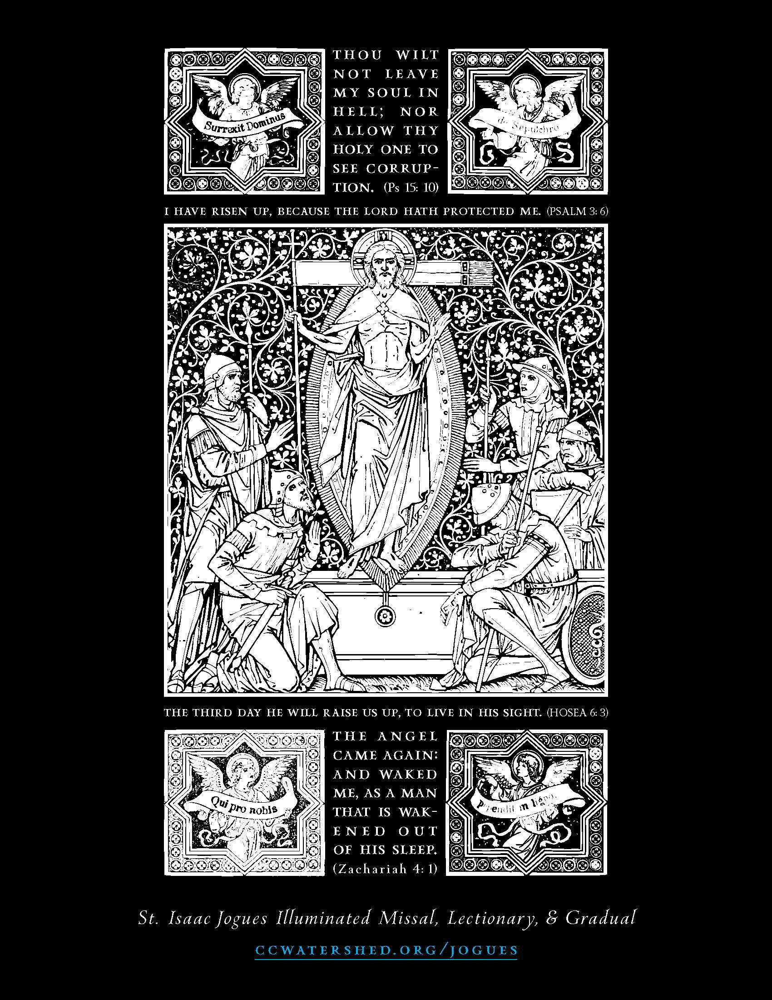 THOU WILT
NOT LEAVE
MY SOUL IN
HELL; NOR
ALLOW THY
HOLY ONE TO
SEE CORRUP-
TION. (Ps 15: 10)
Surrexit Dominus
de Sepulchro
I HAVE RISEN UP, BECAUSE THE LORD HATH PROTECTED ME. (PSALM 3: 6)
THE THIRD DAY HE WILL RAISE US UP, TO LIVE IN HIS SIGHT. (HOSEA 6: 3)
THE ANGEL
CAME AGAIN:
AND WAKED
ME, AS A MAN
THAT IS WAK-
ENED OUT
OF HIS SLEEP.
(Zachariah 4: 1)
Qui pro nobis
pependit in ligno.
St. Isaac Jogues Illuminated Missal, Lectionary, & Gradual
CCWATERSHED.ORG/JOGUES